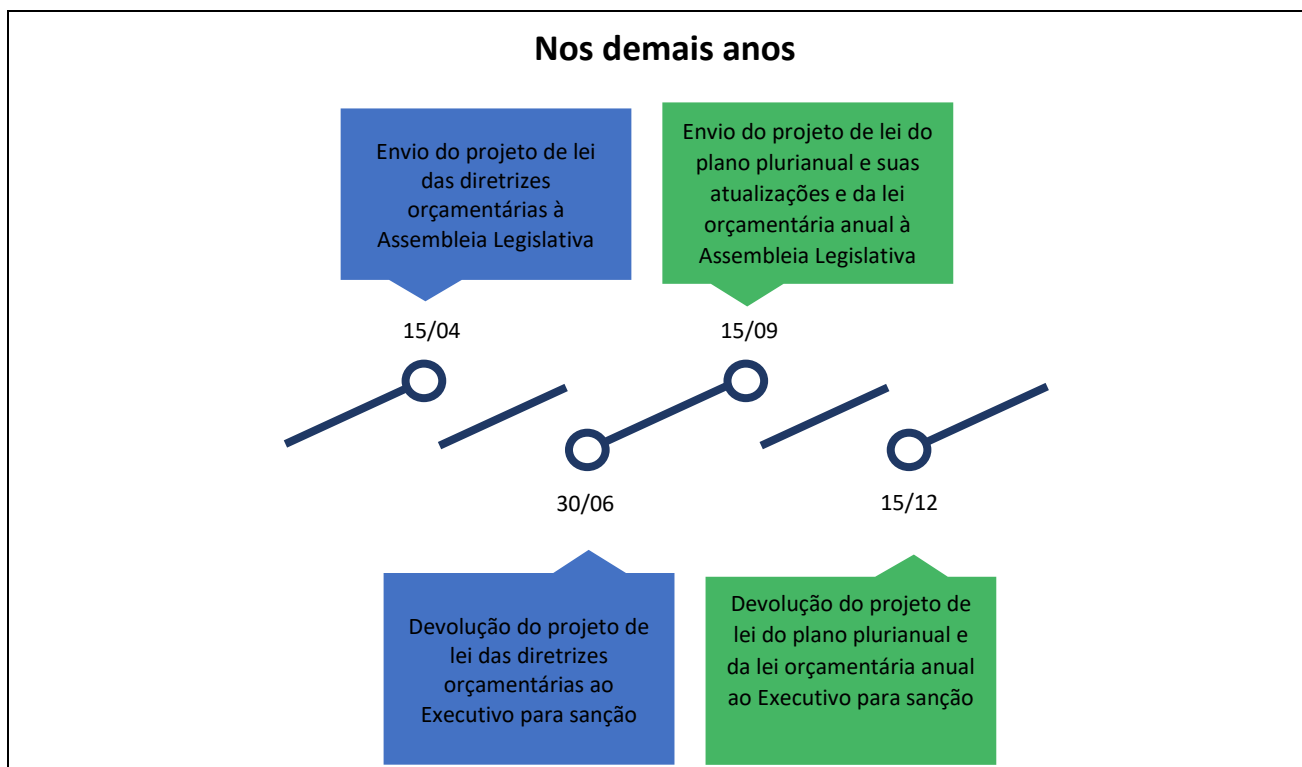 Nos demais anos
Envio do projeto de lei
das diretrizes
orçamentárias à
Assembleia Legislativa
Envio do projeto de lei do
plano plurianual e suas
atualizações e da lei
orçamentária anual à
Assembleia Legislativa
15/04
15/09
30/06
15/12
Devolução do projeto de
lei das diretrizes
orçamentárias ao
Executivo para sanção
Devolução do projeto de
lei do plano plurianual e
da lei orçamentária anual
ao Executivo para sanção